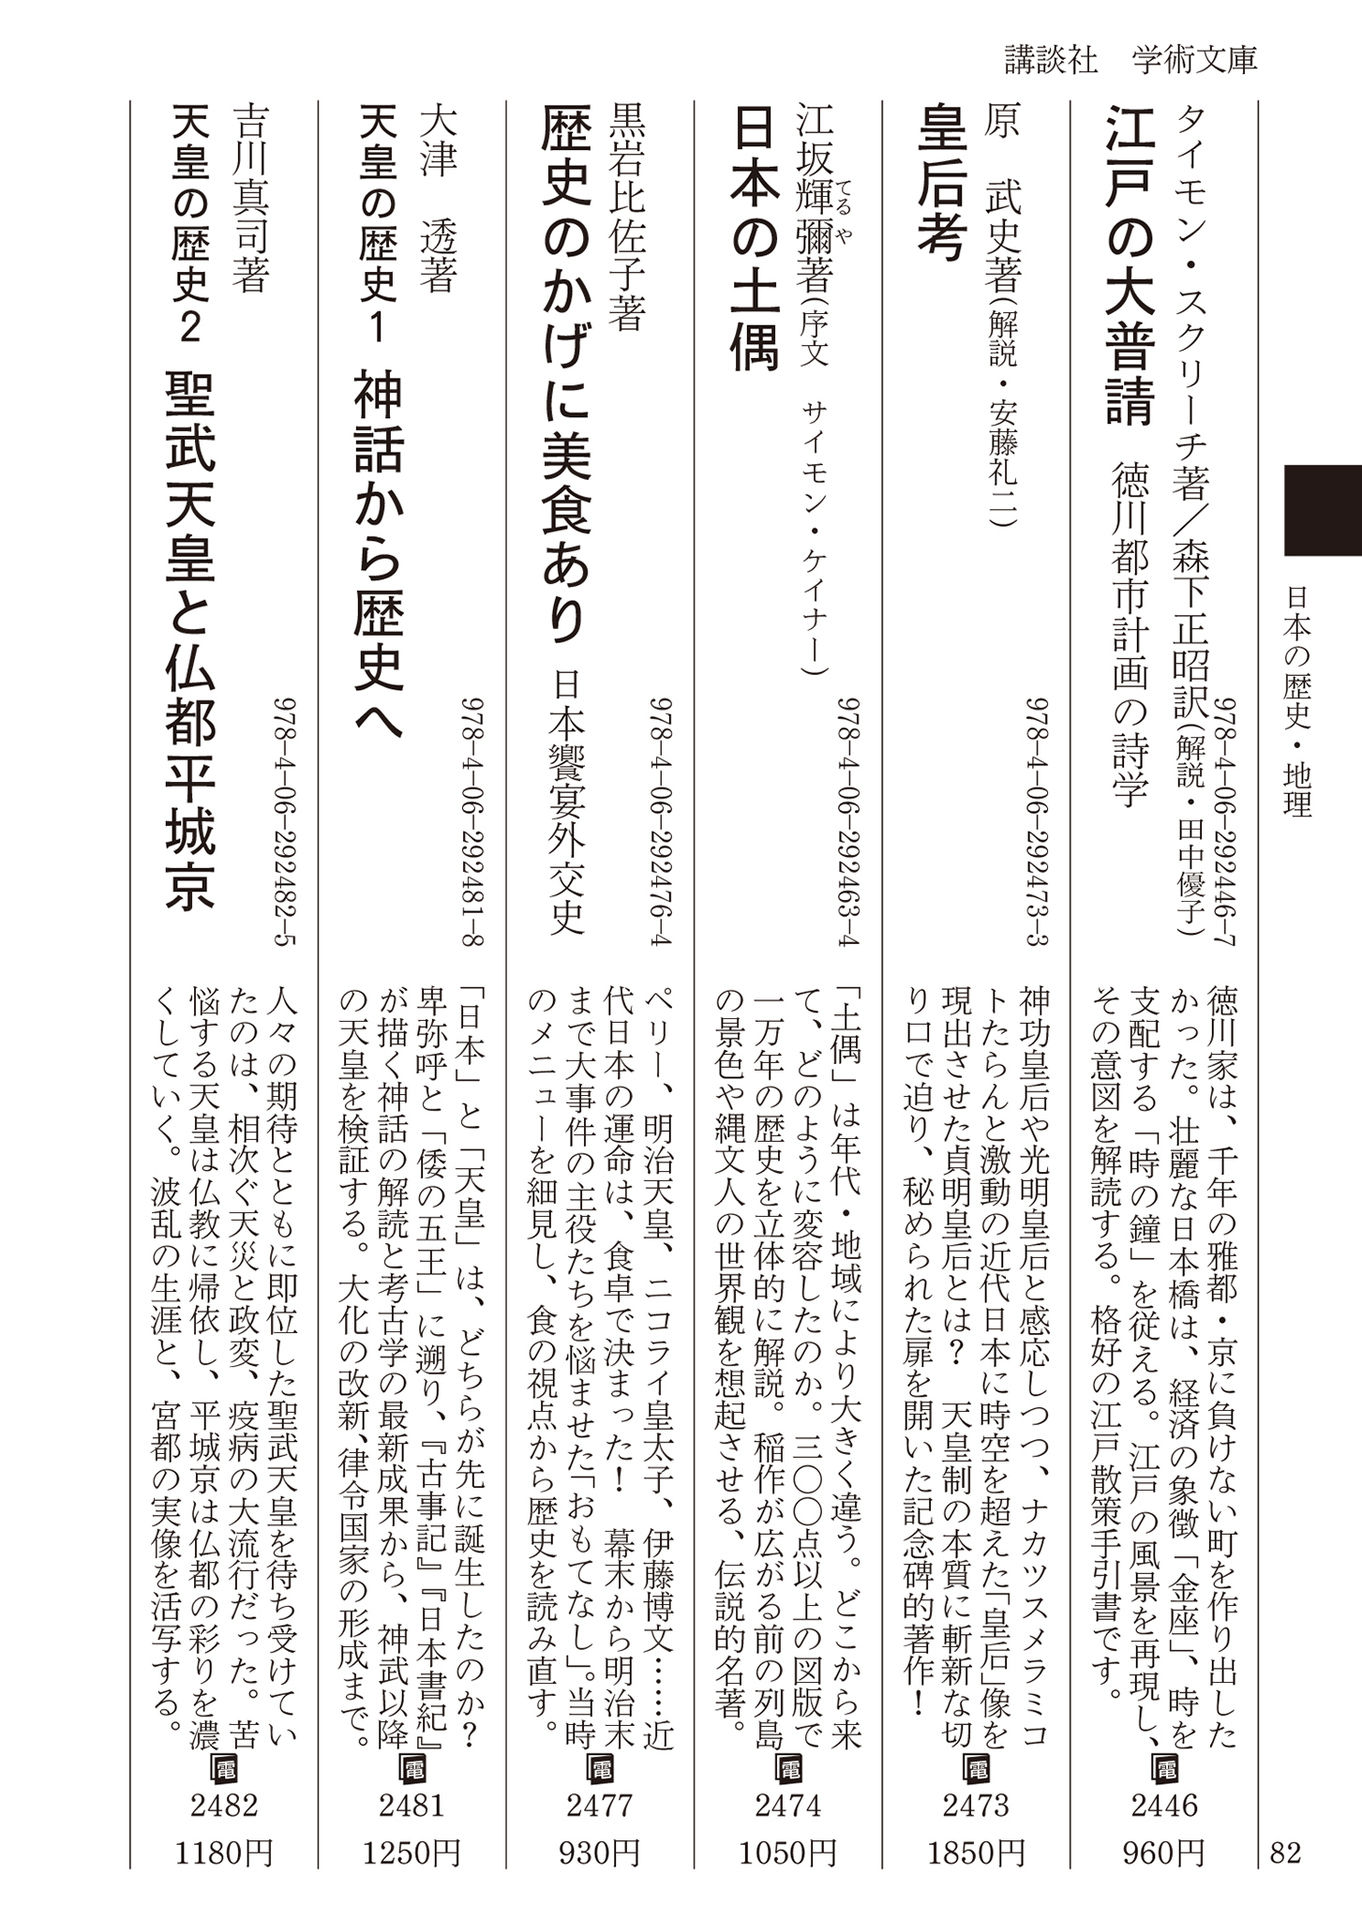 講談社　学術文庫
日本の歴史・地理
タイモン・スクリーチ著／森下正昭訳（解説・田中優子）
江戸の大普請　徳川都市計画の詩学
978-4-06-292446-7
徳川家は、千年の雅都・京に負けない町を作り出した
かった。壮麗な日本橋は、経済の象徴「金座」、時を
支配する「時の鐘」を従える。江戸の風景を再現し、
その意図を解読する。格好の江戸散策手引書です。
電
2446
960円
原　武史著（解説・安藤礼二）
皇后考
978-4-06-292473-3
神功皇后や光明皇后と感応しつつ、ナカツスメラミコ
トたらんと激動の近代日本に時空を超えた「皇后」像を
現出させた貞明皇后とは？　天皇制の本質に斬新な切
り口で迫り、秘められた扉を開いた記念碑的著作！
電
2473
1850円
江坂輝彌著（序文　サイモン・ケイナー）
てるや
日本の土偶
978-4-06-292463-4
「土偶」は年代・地域により大きく違う。どこから来
て、どのように変容したのか。三〇〇点以上の図版で
一万年の歴史を立体的に解説。稲作が広がる前の列島
の景色や縄文人の世界観を想起させる、伝説的名著。
電
2474
1050円
黒岩比佐子著
歴史のかげに美食あり　日本饗宴外交史
978-4-06-292476-4
ペリー、明治天皇、ニコライ皇太子、伊藤博文……近
代日本の運命は、食卓で決まった！　幕末から明治末
まで大事件の主役たちを悩ませた「おもてなし」。当時
のメニューを細見し、食の視点から歴史を読み直す。
電
2477
930円
大津　透著
天皇の歴史1　神話から歴史へ
978-4-06-292481-8
「日本」と「天皇」は、どちらが先に誕生したのか？
卑弥呼と「倭の五王」に遡り、『古事記』『日本書紀』
が描く神話の解読と考古学の最新成果から、神武以降
の天皇を検証する。大化の改新、律令国家の形成まで。
電
2481
1250円
吉川真司著
天皇の歴史2　聖武天皇と仏都平城京
978-4-06-292482-5
人々の期待とともに即位した聖武天皇を待ち受けてい
たのは、相次ぐ天災と政変、疫病の大流行だった。苦
悩する天皇は仏教に帰依し、平城京は仏都の彩りを濃
くしていく。波乱の生涯と、宮都の実像を活写する。
電
2482
1180円
82